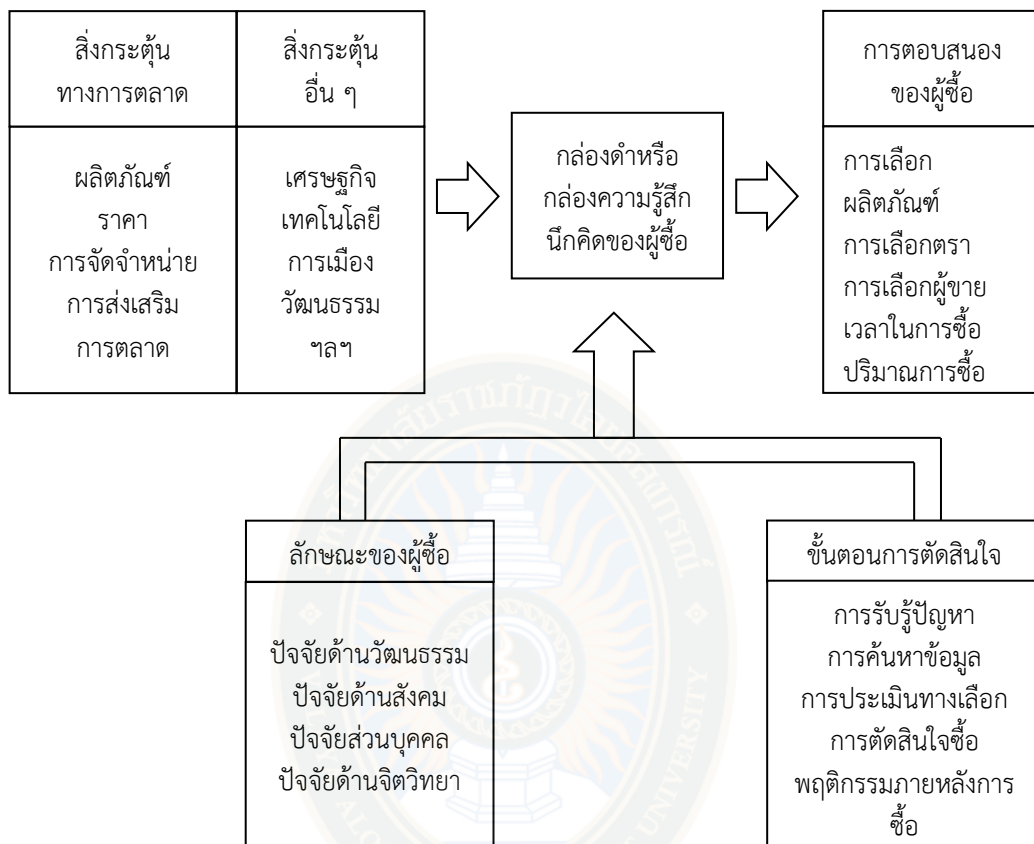 สิ่งกระตุ้น
ทางการตลาด
สิ่งกระตุ้น
อื่น ๆ
ผลิตภัณฑ์
ราคา
การจัดจำหน่าย
การส่งเสริม
การตลาด
เศรษฐกิจ
เทคโนโลยี
การเมือง
วัฒนธรรม
ฯลฯ
กล่องดำหรือ
กล่องความรู้สึก
นึกคิดของผู้ซื้อ
การตอบสนอง
ของผู้ซื้อ
การเลือก
ผลิตภัณฑ์
การเลือกตรา
การเลือกผู้ขาย
เวลาในการซื้อ
ปริมาณการซื้อ
ลักษณะของผู้ซื้อ
ปัจจัยด้านวัฒนธรรม
ปัจจัยด้านสังคม
ปัจจัยส่วนบุคคล
ปัจจัยด้านจิตวิทยา
ขั้นตอนการตัดสินใจ
การรับรู้ปัญหา
การค้นหาข้อมูล
การประเมินทางเลือก
การตัดสินใจซื้อ
พฤติกรรมภายหลังการ
ซื้อ
UNIVERSITY